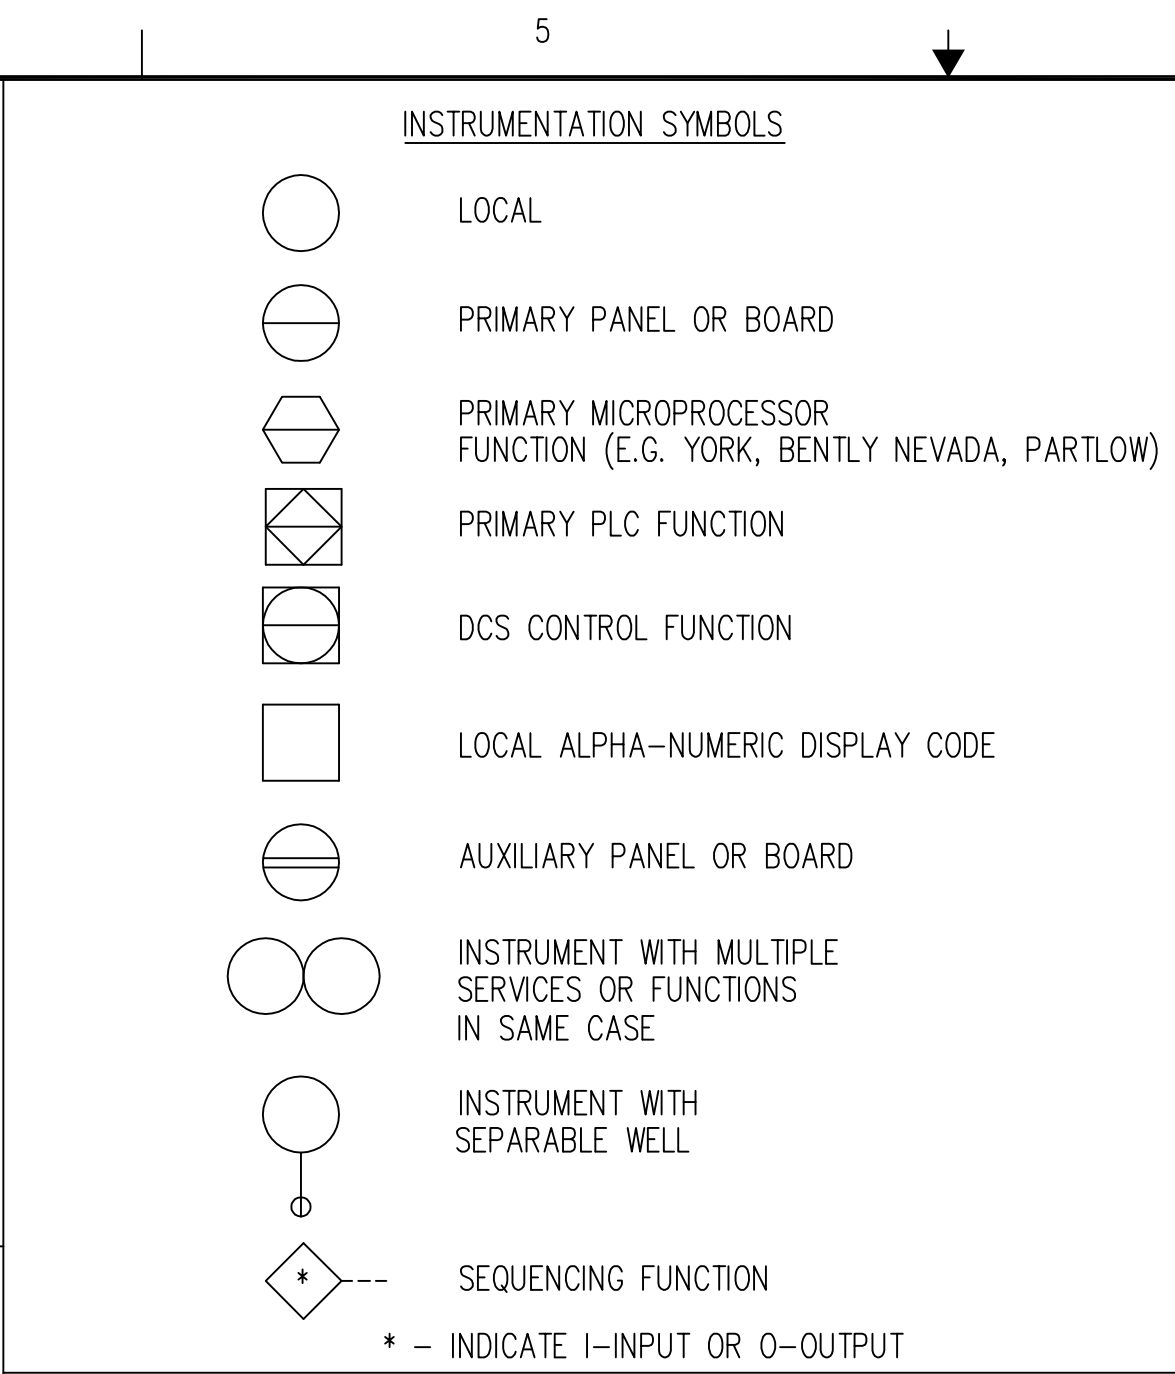 5
INSTRUMENTATION SYMBOLS
LOCAL
PRIMARY PANEL OR BOARD
PRIMARY MICROPROCESSOR
FUNCTION (E.G. YORK, BENTLY NEVADA, PARTLOW)
PRIMARY PLC FUNCTION
DCS CONTROL FUNCTION
LOCAL ALPHA-NUMERIC DISPLAY CODE
AUXILIARY PANEL OR BOARD
INSTRUMENT WITH MULTIPLE
SERVICES OR FUNCTIONS
IN SAME CASE
INSTRUMENT WITH
SEPARABLE WELL
* SEQUENCING FUNCTION
* - INDICATE I-INPUT OR O-OUTPUT